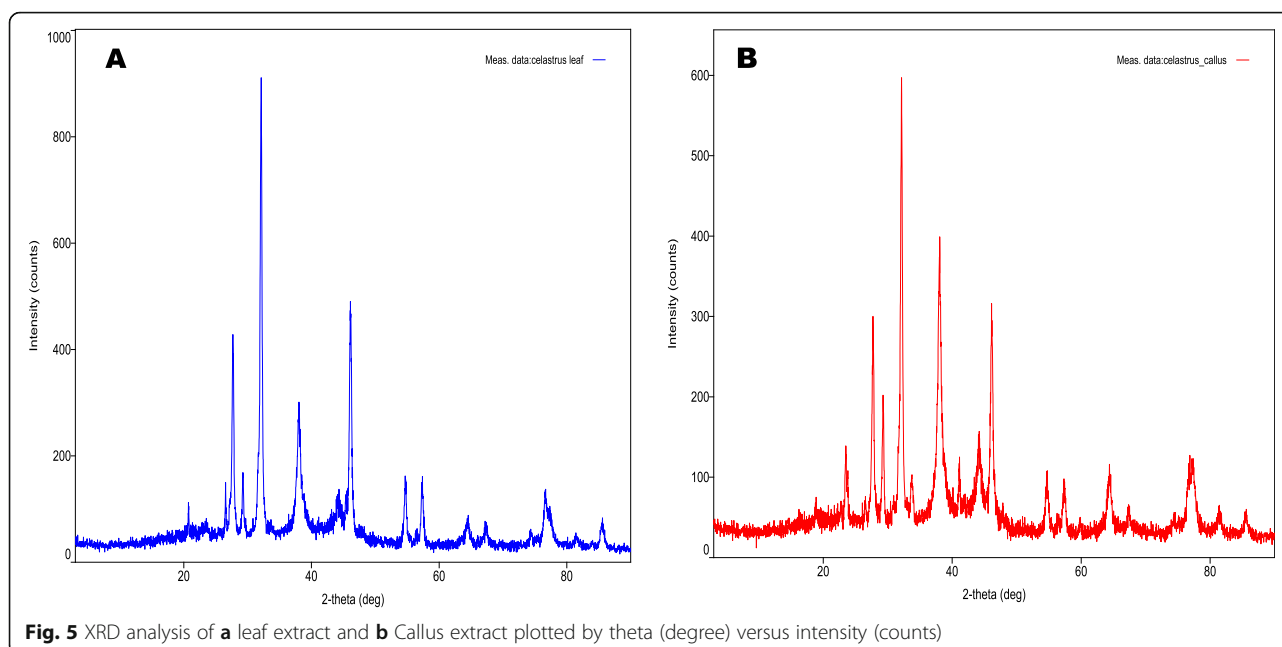 A
Meas. data:celastrus leaf
1000
800
600
400
200
0
Intensity (counts)
20
40
60
80
2-theta (deg)
B
Meas. data:celastrus_callus
600
500
400
300
200
100
0
Intensity (counts)
20
40
60
80
2-theta (deg)
Fig. 5 XRD analysis of a leaf extract and b Callus extract plotted by theta (degree) versus intensity (counts)